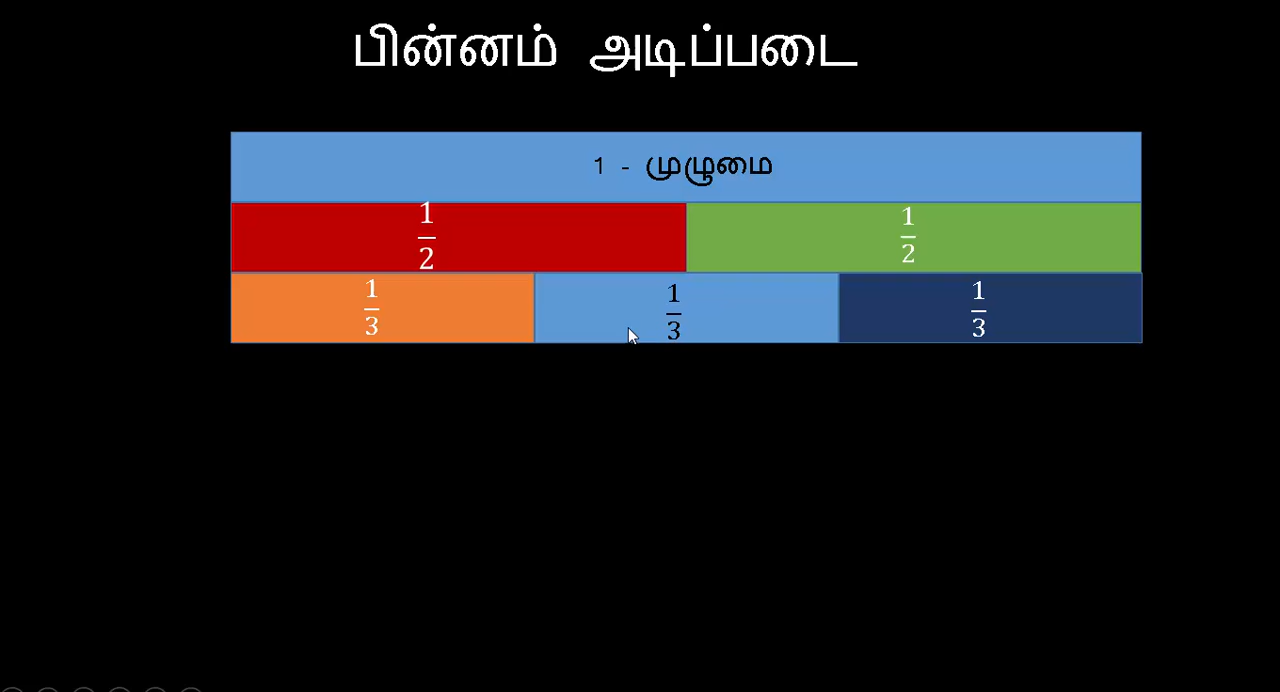 பின்னம் அடிப்படை
1 - முழுமை
1/2 1/2
1/3 1/3 1/3